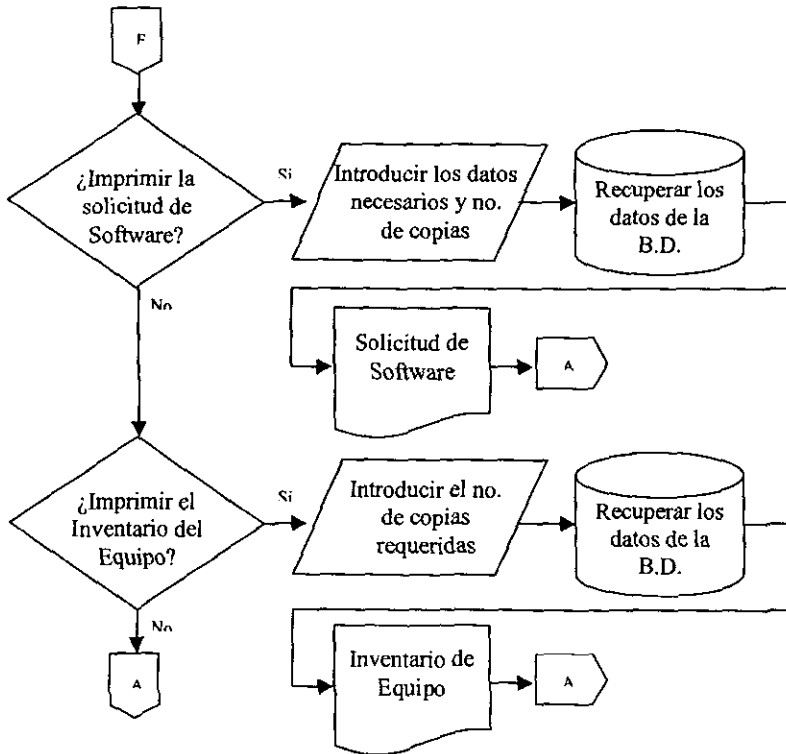 F
¿Imprimir la
solicitud de
Software?
Si
Introducir los datos
necesarios y no.
de copias
Recuperar los
datos de la
B.D.
No
Solicitud de
Software
A
¿Imprimir el
Inventario del
Equipo?
Si
Introducir el no.
de copias
requeridas
Recuperar los
datos de la
B.D.
No
A
Inventario de
Equipo
A